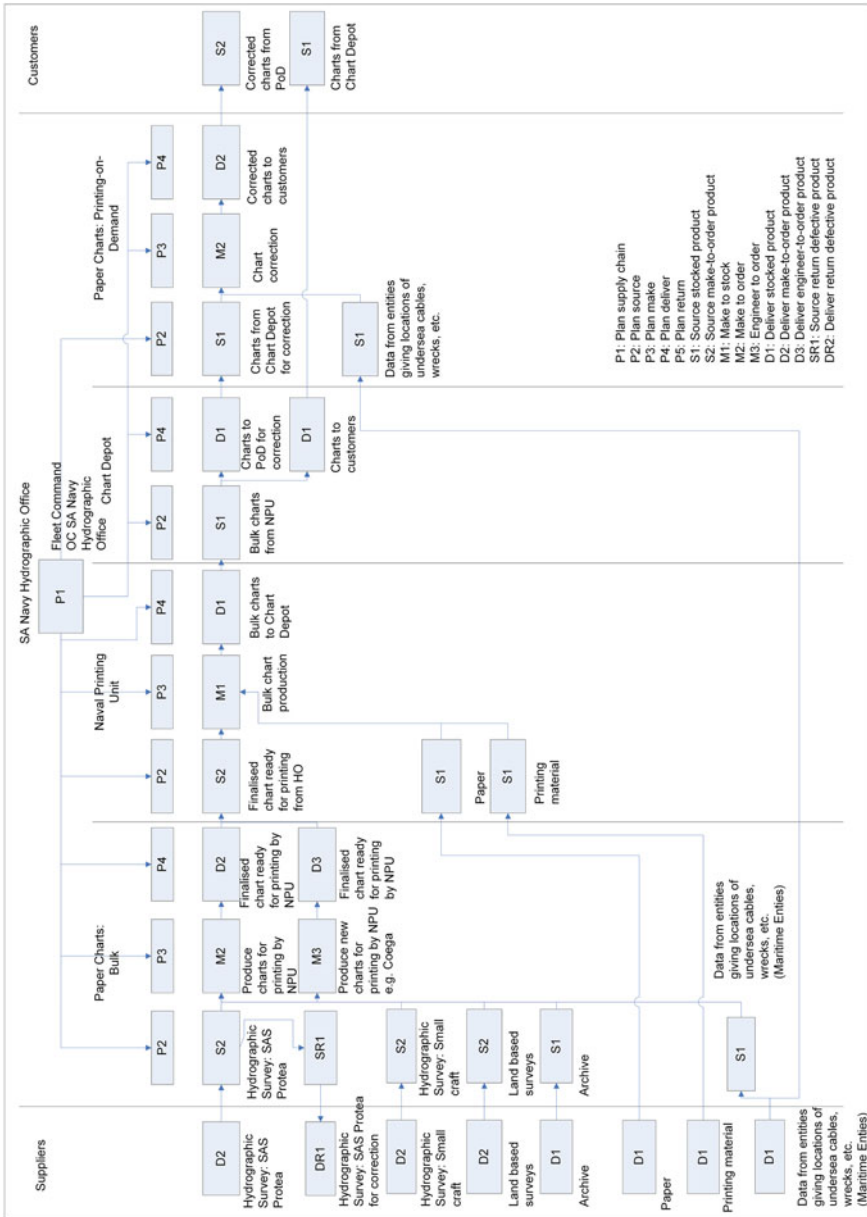 SA Navy Hydrographic Office
Suppliers
Paper Charts:
Bulk
Naval Printing
Unit
P1
Fleet Command
OC SA Navy
Hydrographic
Office
Chart Depot
Paper Charts: Printing-on-
Demand
Customers
P2
P3
P4
P2
P3
P4
P2
P4
P2
P3
P4
D2
Hydrographic
Survey: SAS
Protea
S2
Hydrographic
Survey: SAS
Protea
M2
Produce
charts for
printing by
NPU
D2
Finalised
chart ready
for printing by
NPU
S2
Finalised
chart ready
for printing
from HO
M1
Bulk chart
production
D1
Bulk charts
to Chart
Depot
S1
Bulk charts
from NPU
D1
Charts to
PoD for
correction
S1
Charts from
Chart Depot
for correction
M2
Chart
correction
D2
Corrected
charts to
customers
S2
Corrected
charts from
PoD
DR1
Hydrographic
Survey: SAS Protea
for correction
SR1
M3
Produce new
charts for
printing by NPU
e.g. Coega
D3
Finalised chart
ready for printing
by NPU
D1
Charts to
customers
S1
Charts from
Chart Depot
D2
Hydrographic
Survey: Small
craft
S2
Hydrographic
Survey: Small
craft
S1
Data from entities
giving locations of
undersea cables,
wrecks, etc.
D2
Land based
surveys
S2
Land based
surveys
D1
Archive
S1
Archive
S1
Paper
S1
Printing
material
D1
Paper
D1
Printing material
D1
Data from entities
giving locations of
undersea cables,
wrecks, etc.
(Maritime Enties)
S1
Data from entities
giving locations of
undersea cables,
wrecks, etc.
(Maritime Enties)
P1: Plan supply chain
P2: Plan source
P3: Plan make
P4: Plan deliver
P5: Plan return
S1: Source stocked product
S2: Source make-to-order product
M1: Make to stock
M2: Make to order
M3: Engineer to order
D1: Deliver stocked product
D2: Deliver make-to-order product
D3: Deliver engineer-to-order product
SR1: Source return defective product
DR2: Deliver return defective product